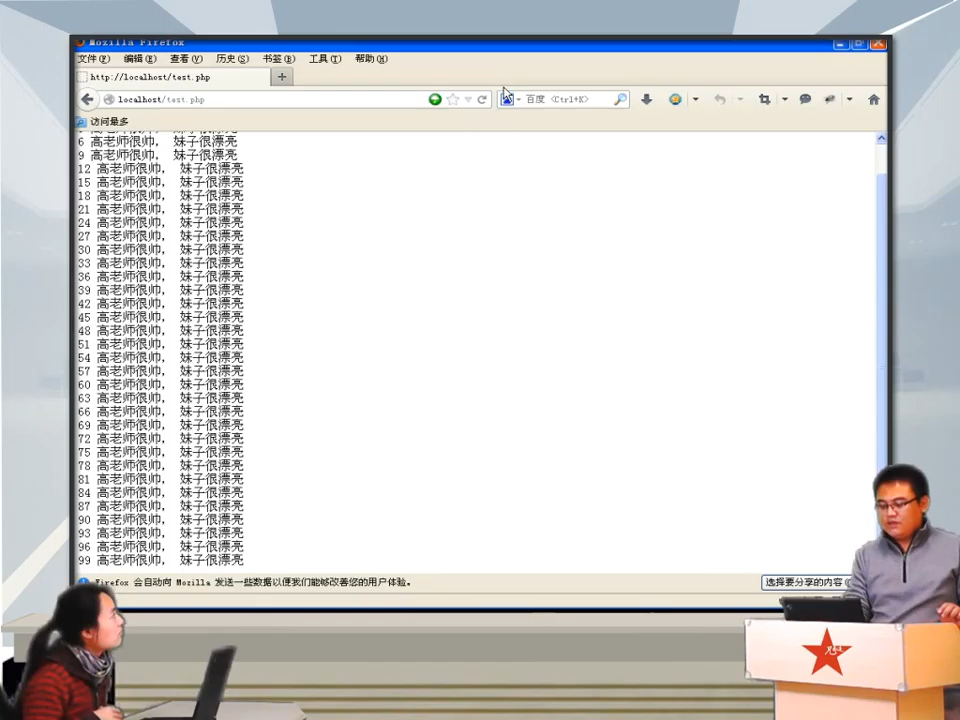 Mozilla Firefox
文件(F) 编辑(E) 查看(V) 历史(S) 书签(B) 工具(T) 帮助(H)
http://localhost/test.php
localhost/test.php 百度 <Ctrl+K>
访问最多
6 高老师很帅, 妹子很漂亮
9 高老师很帅, 妹子很漂亮
12 高老师很帅, 妹子很漂亮
15 高老师很帅, 妹子很漂亮
18 高老师很帅, 妹子很漂亮
21 高老师很帅, 妹子很漂亮
24 高老师很帅, 妹子很漂亮
27 高老师很帅, 妹子很漂亮
30 高老师很帅, 妹子很漂亮
33 高老师很帅, 妹子很漂亮
36 高老师很帅, 妹子很漂亮
39 高老师很帅, 妹子很漂亮
42 高老师很帅, 妹子很漂亮
45 高老师很帅, 妹子很漂亮
48 高老师很帅, 妹子很漂亮
51 高老师很帅, 妹子很漂亮
54 高老师很帅, 妹子很漂亮
57 高老师很帅, 妹子很漂亮
60 高老师很帅, 妹子很漂亮
63 高老师很帅, 妹子很漂亮
66 高老师很帅, 妹子很漂亮
69 高老师很帅, 妹子很漂亮
72 高老师很帅, 妹子很漂亮
75 高老师很帅, 妹子很漂亮
78 高老师很帅, 妹子很漂亮
81 高老师很帅, 妹子很漂亮
84 高老师很帅, 妹子很漂亮
87 高老师很帅, 妹子很漂亮
90 高老师很帅, 妹子很漂亮
93 高老师很帅, 妹子很漂亮
96 高老师很帅, 妹子很漂亮
99 高老师很帅, 妹子很漂亮
Firefox 会自动向 Mozilla 发送一些数据以便我们能够改善您的用户体验。 选择要分享的内容